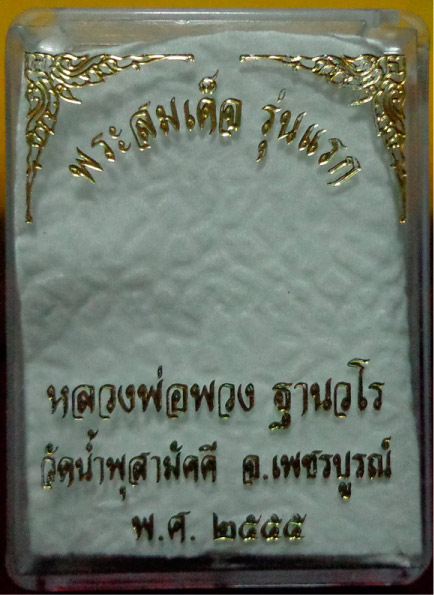 พระสมเด็จ รุ่นแรก
หลวงพ่อพวง ฐานวโร
วัดน้ำพุสามัคคี จ.เพชรบูรณ์
พ.ศ. ๒๕๕๕